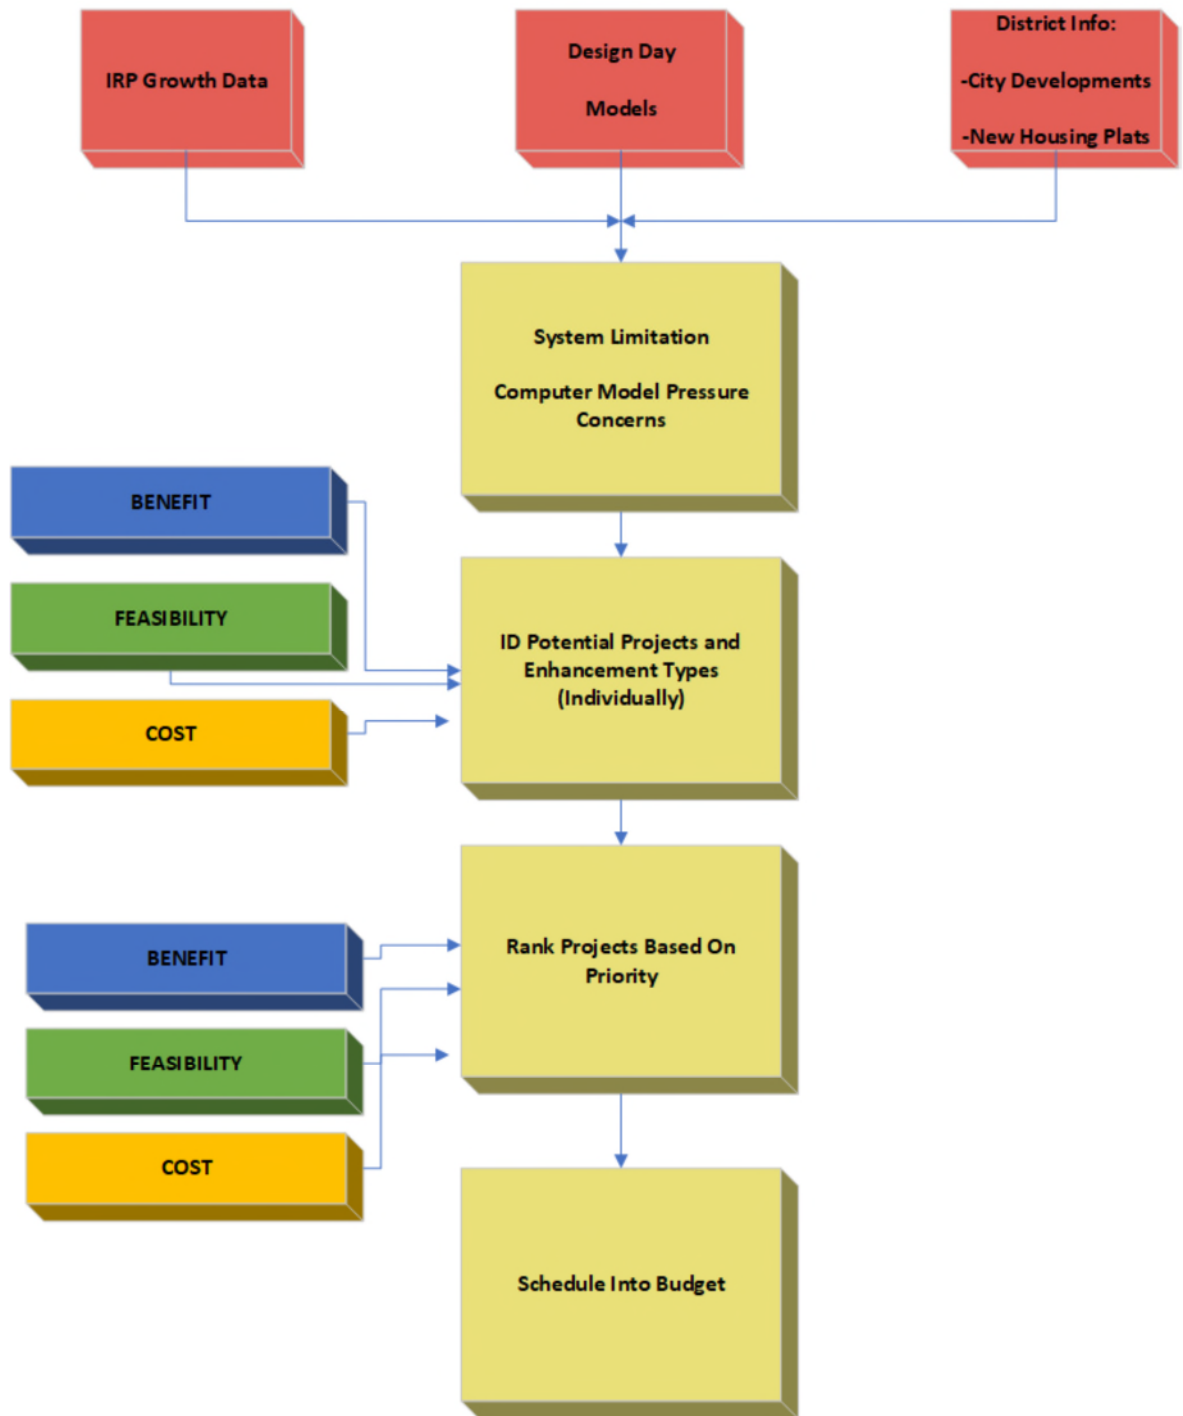 IRP Growth Data
Design Day
Models
District Info:
-City Developments
-New Housing Plats
System Limitation
Computer Model Pressure
Concerns
BENEFIT
FEASIBILITY
COST
ID Potential Projects and
Enhancement Types
(Individually)
BENEFIT
FEASIBILITY
COST
Rank Projects Based On
Priority
Schedule Into Budget